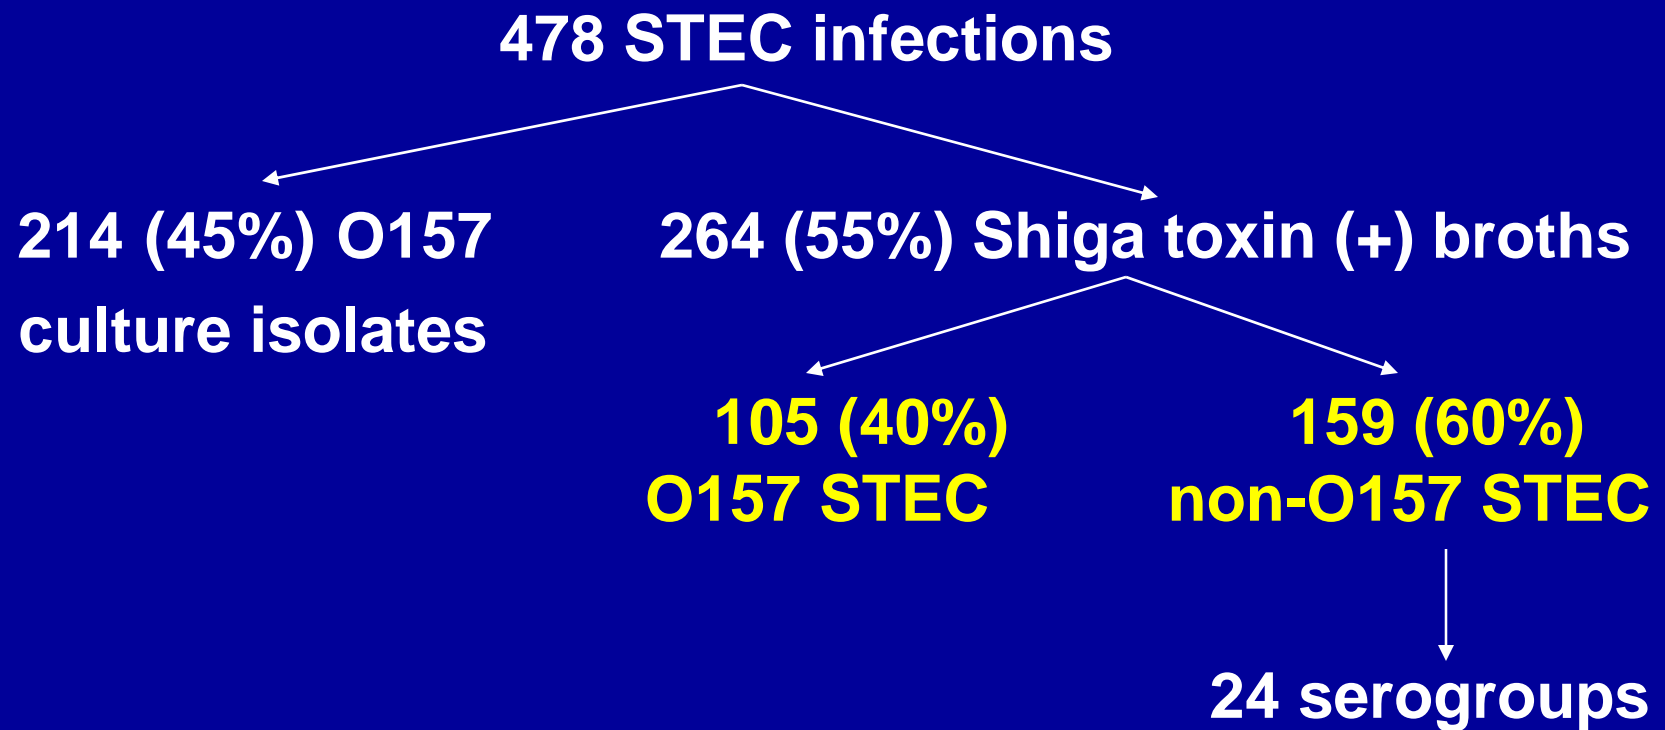 478 STEC infections
214 (45%) O157
culture isolates
264 (55%) Shiga toxin (+) broths
105 (40%)
O157 STEC
159 (60%)
non-O157 STEC
24 serogroups